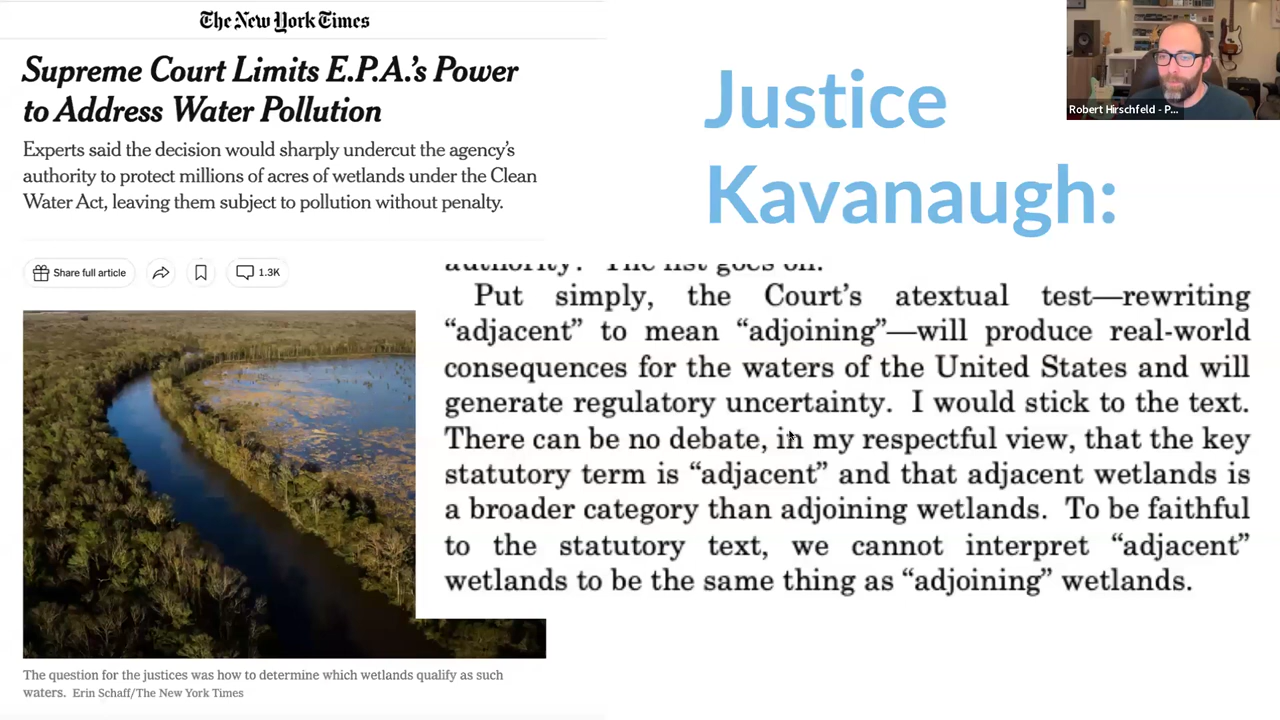 The New York Times
Supreme Court Limits E.P.A.'s Power
to Address Water Pollution
Experts said the decision would sharply undercut the agency's
authority to protect millions of acres of wetlands under the Clean
Water Act, leaving them subject to pollution without penalty.
Share full article
1.3K
The question for the justices was how to determine which wetlands qualify as such
waters. Erin Schaff/The New York Times
Justice
Kavanaugh:
authority? The list goes on.
Put simply, the Court's atextual test—rewriting
“adjacent” to mean “adjoining”—will produce real-world
consequences for the waters of the United States and will
generate regulatory uncertainty. I would stick to the text.
There can be no debate, in my respectful view, that the key
statutory term is “adjacent” and that adjacent wetlands is
a broader category than adjoining wetlands. To be faithful
to the statutory text, we cannot interpret “adjacent”
wetlands to be the same thing as “adjoining” wetlands.
Robert Hirschfeld - P...